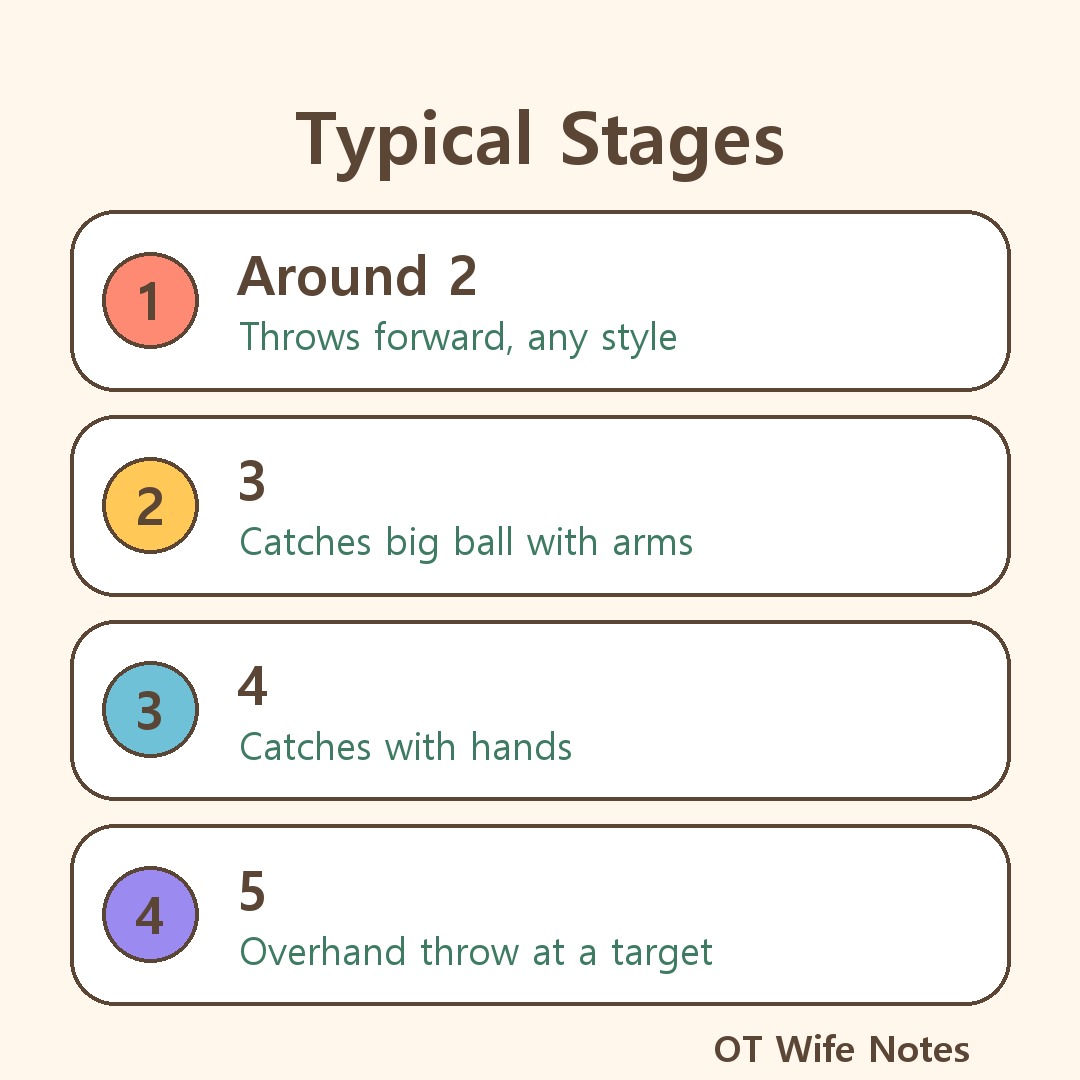 Typical Stages
1
Around 2
Throws forward, any style
2
3
Catches big ball with arms
3
4
Catches with hands
4
5
Overhand throw at a target
OT Wife Notes